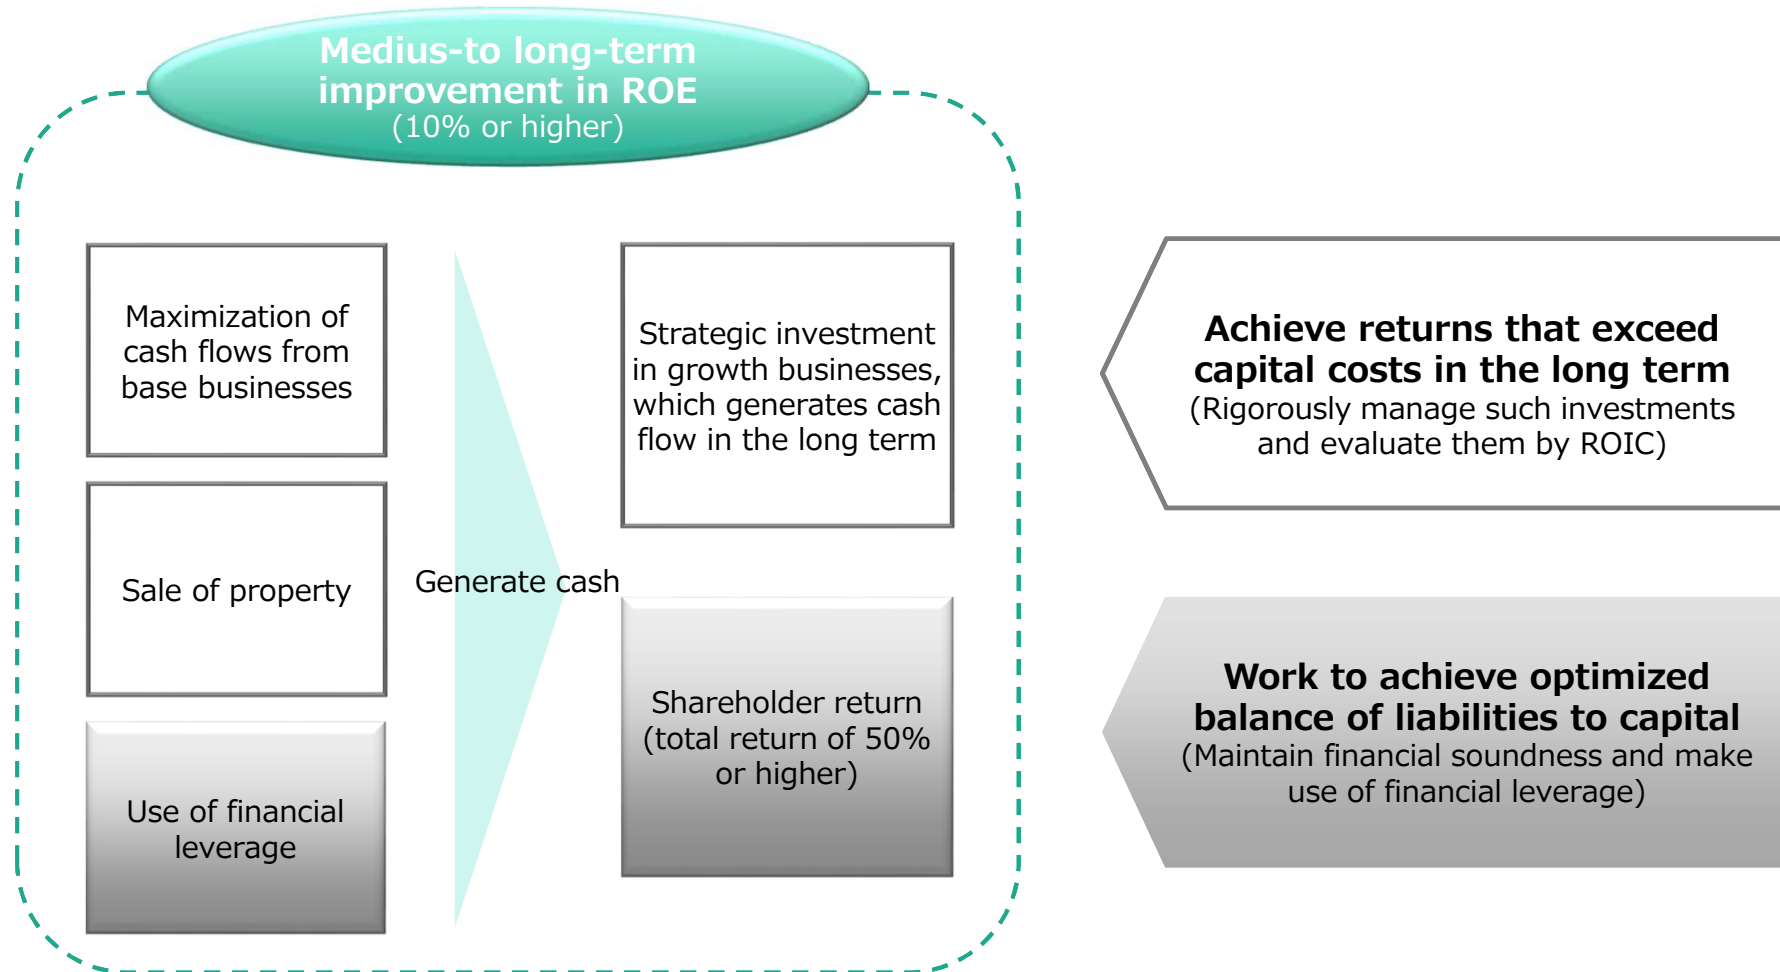 Medius-to long-term
improvement in ROE
(10% or higher)
Maximization of
cash flows from
base businesses
Sale of property
Use of financial
leverage
Generate cash
Strategic investment
in growth businesses,
which generates cash
flow in the long term
Shareholder return
(total return of 50%
or higher)
Achieve returns that exceed
capital costs in the long term
(Rigorously manage such investments
and evaluate them by ROIC)
Work to achieve optimized
balance of liabilities to capital
(Maintain financial soundness and make
use of financial leverage)